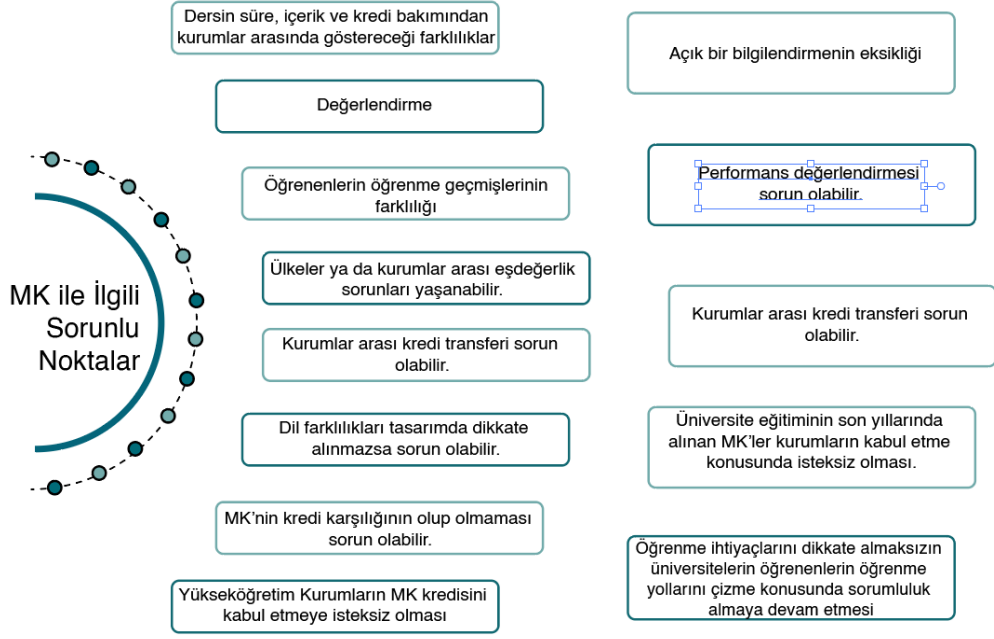 MK ile İlgili
Sorunlu
Noktalar
Dersin süre, içerik ve kredi bakımından
kurumlar arasında göstereceği farklılıklar
Değerlendirme
Öğrenenlerin öğrenme geçmişlerinin
farklılığı
Ülkeler ya da kurumlar arası eşdeğerlik
sorunları yaşanabilir.
Kurumlar arası kredi transferi sorun
olabilir.
Dil farklılıkları tasarımda dikkate
alınmazsa sorun olabilir.
MK’nin kredi karşılığının olup olmaması
sorun olabilir.
Yükseköğretim Kurumların MK kredisini
kabul etmeye isteksiz olması
Açık bir bilgilendirmenin eksikliği
Performans değerlendirmesi
sorun olabilir.
Kurumlar arası kredi transferi sorun
olabilir.
Üniversite eğitiminin son yıllarında
alınan MK’ler kurumların kabul etme
konusunda isteksiz olması.
Öğrenme ihtiyaçlarını dikkate almaksızın
üniversitelerin öğrenenlerin öğrenme
yollarını çizme konusunda sorumluluk
almaya devam etmesi